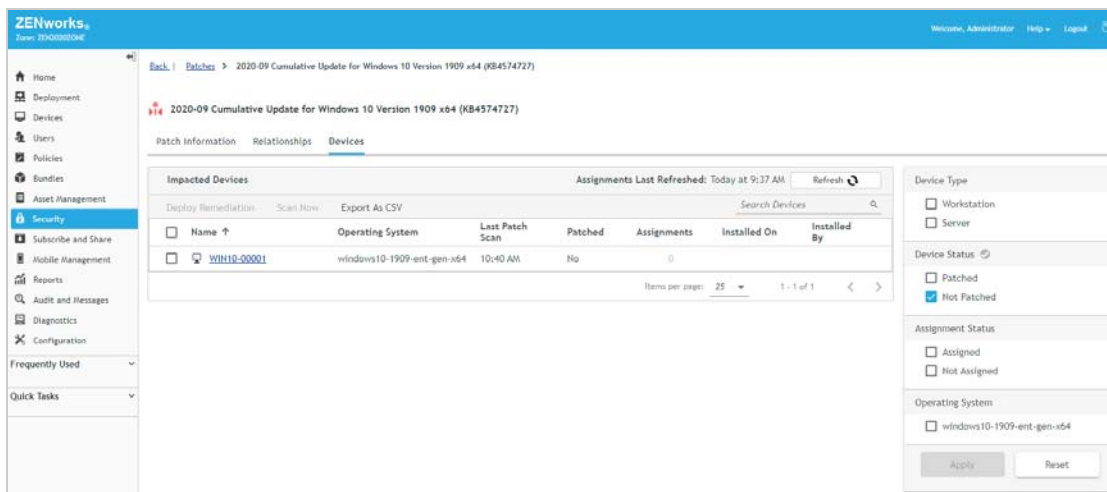 ZENworks®
Welcome, Administrator Help Logout
Back | Patches > 2020-09 Cumulative Update for Windows 10 Version 1909 x64 (KB4574727)
Home
Deployment
Devices
Users
Policies
Bundles
Asset Management
Security
Subscribe and Share
Mobile Management
Reports
Audit and Messages
Diagnostics
Configuration
Frequently Used
Quick Tasks
2020-09 Cumulative Update for Windows 10 Version 1909 x64 (KB4574727)
Patch Information Relationships Devices
Impacted Devices Assignments Last Refreshed: Today at 9:37 AM Refresh
Deploy Remediation Scan Now Export As CSV Search Devices
Name ↑ Operating System Last Patch Scan Patched Assignments Installed On Installed By
WIN10-00001 windows10-1909-ent-gen-x64 10:40 AM No 0
Items per page: 25 1 - 1 of 1 < >
Device Type
Workstation
Server
Device Status
Patched
Not Patched
Assignment Status
Assigned
Not Assigned
Operating System
windows10-1909-ent-gen-x64
Apply Reset